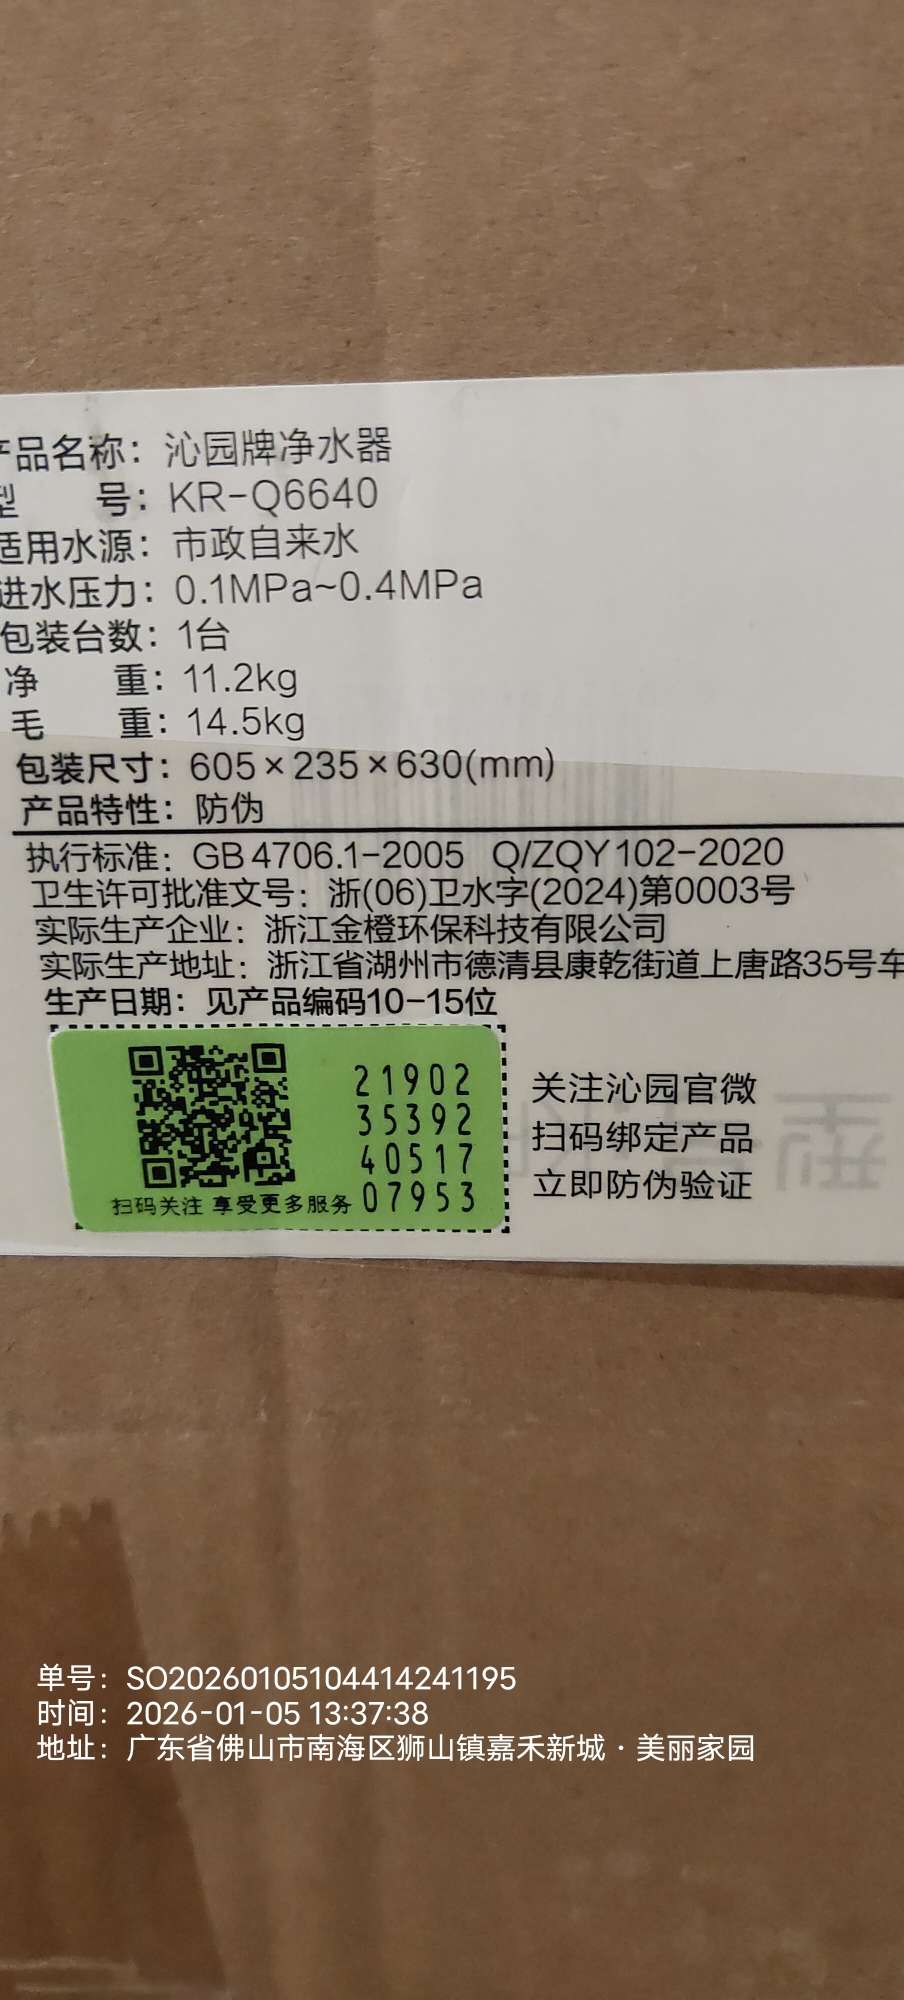 产品名称：沁园牌净水器
型 号：KR-Q6640
适用水源：市政自来水
进水压力：0.1MPa~0.4MPa
包装台数：1台
净 重：11.2kg
毛 重：14.5kg
包装尺寸：605×235×630(mm)
产品特性：防伪
执行标准：GB4706.1-2005 Q/ZQY102-2020
卫生许可批准文号：浙(06)卫水字(2024)第0003号
实际生产企业：浙江金橙环保科技有限公司
实际生产地址：浙江省湖州市德清县康乾街道上唐路35号车
生产日期：见产品编码10-15位
21902
35392
40517
07953
扫码关注 享受更多服务
关注沁园官微
扫码绑定产品
立即防伪验证
单号：SO20260105104414241195
时间：2026-01-05 13:37:38
地址：广东省佛山市南海区狮山镇嘉禾新城·美丽家园